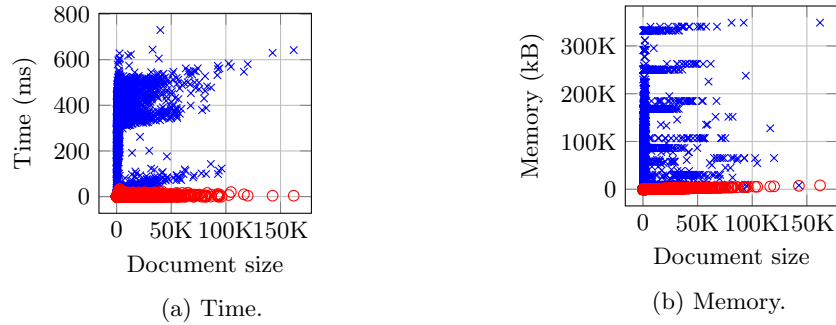 800
600
400
200
0
Time (ms)
0 50K 100K 150K
Document size
(a) Time.
300K
200K
100K
0
Memory (kB)
0 50K 100K 150K
Document size
(b) Memory.